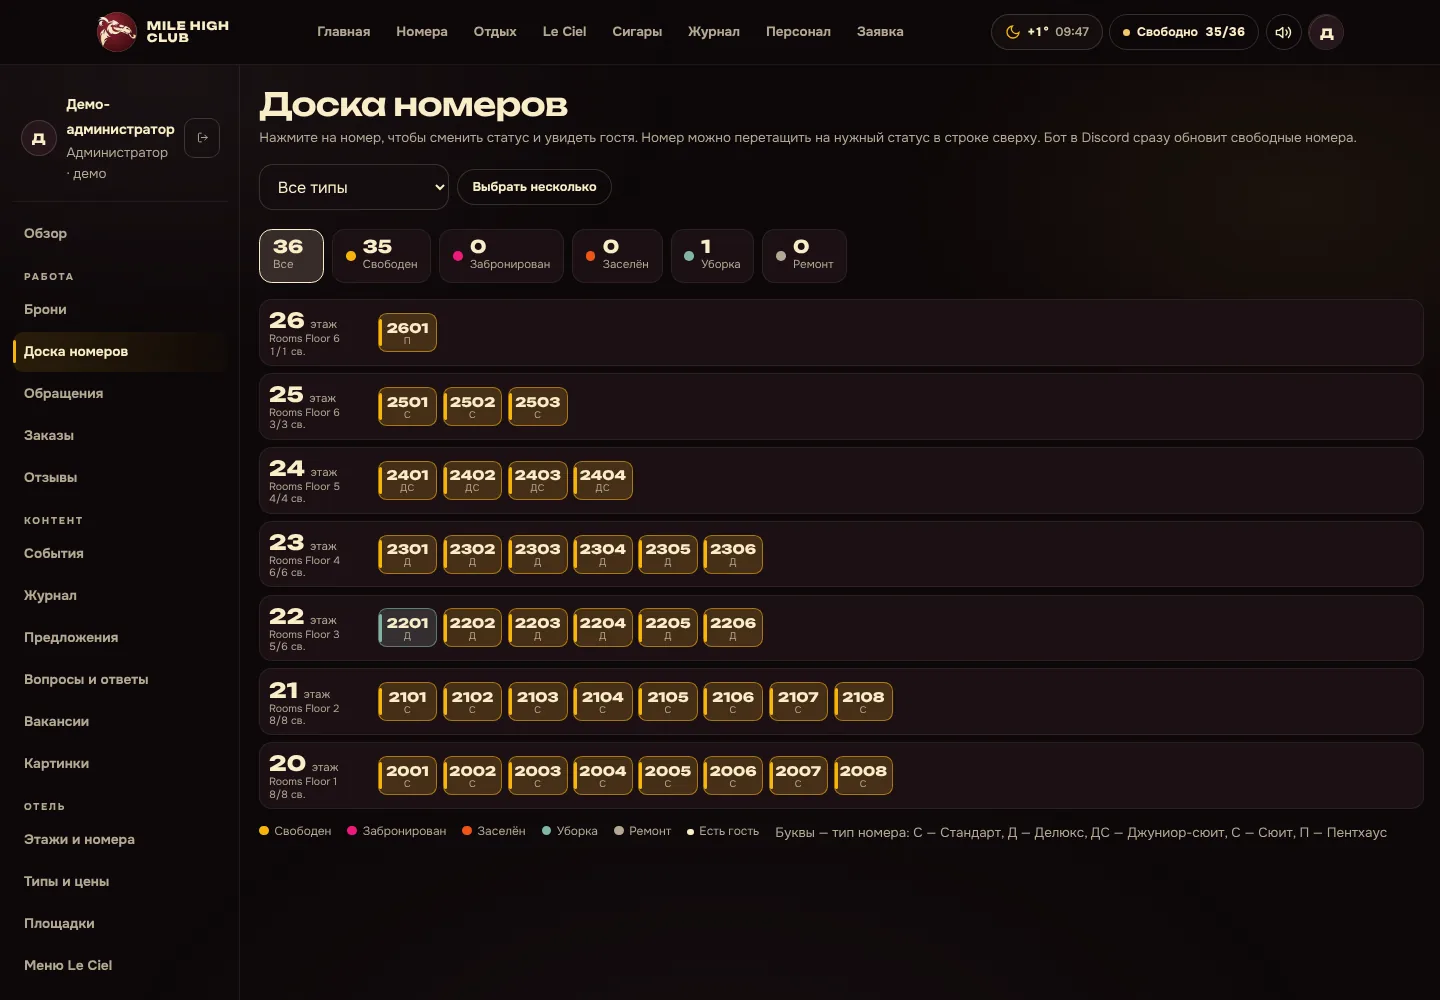 MILE HIGH CLUB
Главная Номера Отдых Le Ciel Сигары Журнал Персонал Заявка
+1° 09:47
Свободно 35/36
Д
Д
Демо-администратор
Администратор · демо
Обзор
РАБОТА
Брони
Доска номеров
Обращения
Заказы
Отзывы
КОНТЕНТ
События
Журнал
Предложения
Вопросы и ответы
Вакансии
Картинки
ОТЕЛЬ
Этажи и номера
Типы и цены
Площадки
Меню Le Ciel
Доска номеров
Нажмите на номер, чтобы сменить статус и увидеть гостя. Номер можно перетащить на нужный статус в строке сверху. Бот в Discord сразу обновит свободные номера.
Все типы
Выбрать несколько
36 Все
35 Свободен
0 Забронирован
0 Заселён
1 Уборка
0 Ремонт
26 этаж
Rooms Floor 6
1/1 св.
2601 П
25 этаж
Rooms Floor 6
3/3 св.
2501 С 2502 С 2503 С
24 этаж
Rooms Floor 5
4/4 св.
2401 ДС 2402 ДС 2403 ДС 2404 ДС
23 этаж
Rooms Floor 4
6/6 св.
2301 Д 2302 Д 2303 Д 2304 Д 2305 Д 2306 Д
22 этаж
Rooms Floor 3
5/6 св.
2201 Д 2202 Д 2203 Д 2204 Д 2205 Д 2206 Д
21 этаж
Rooms Floor 2
8/8 св.
2101 С 2102 С 2103 С 2104 С 2105 С 2106 С 2107 С 2108 С
20 этаж
Rooms Floor 1
8/8 св.
2001 С 2002 С 2003 С 2004 С 2005 С 2006 С 2007 С 2008 С
Свободен Забронирован Заселён Уборка Ремонт Есть гость Буквы — тип номера: С — Стандарт, Д — Делюкс, ДС — Джуниор-сюит, С — Сюит, П — Пентхаус